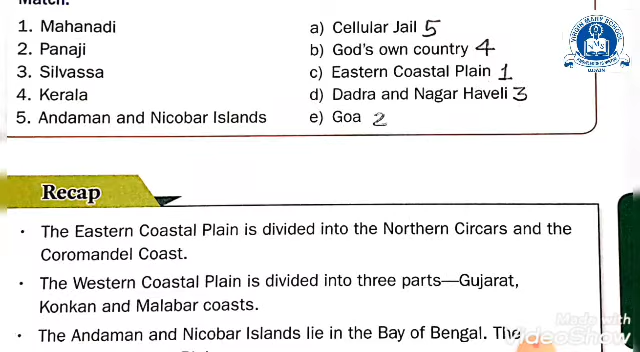 Match:
1. Mahanadi a) Cellular Jail 5
2. Panaji b) God's own country 4
3. Silvassa c) Eastern Coastal Plain 1
4. Kerala d) Dadra and Nagar Haveli 3
5. Andaman and Nicobar Islands e) Goa 2
Recap
• The Eastern Coastal Plain is divided into the Northern Circars and the
Coromandel Coast.
• The Western Coastal Plain is divided into three parts—Gujarat,
Konkan and Malabar coasts.
• The Andaman and Nicobar Islands lie in the Bay of Bengal. The
VIRGIN MARY SCHOOL
Made with
VideoShow